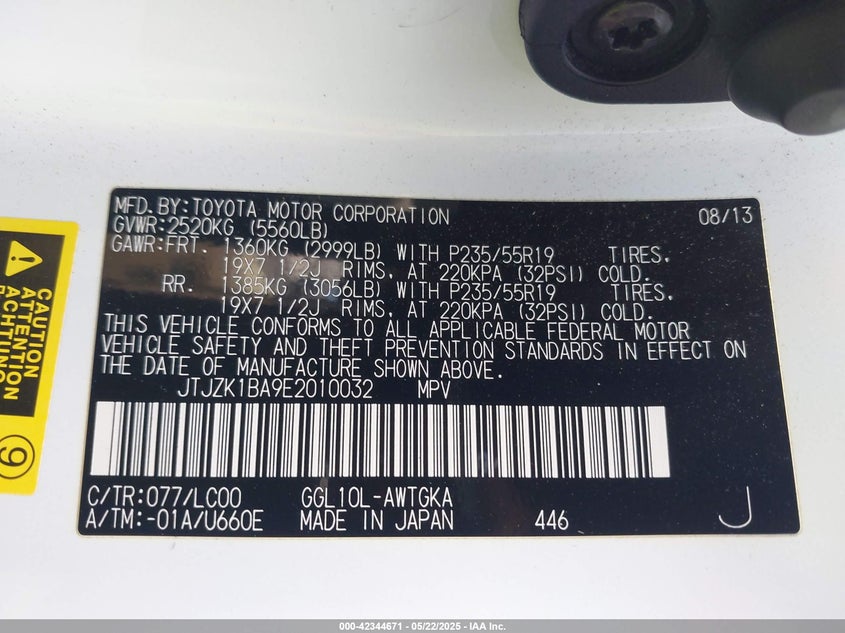 MFD.BY:TOYOTA MOTOR CORPORATION 08/13
GVWR:2520KG (5560LB)
GAWR:FRT. 1360KG (2999LB) WITH P235/55R19 TIRES.
19X7 1/2J RIMS, AT 220KPA (32PSI) COLD.
RR. 1385KG (3056LB) WITH P235/55R19 TIRES.
19X7 1/2J RIMS, AT 220KPA (32PSI) COLD.
THIS VEHICLE CONFORMS TO ALL APPLICABLE FEDERAL MOTOR
VEHICLE SAFETY AND THEFT PREVENTION STANDARDS IN EFFECT ON
THE DATE OF MANUFACTURE SHOWN ABOVE.
JTJZK1BA9E2010032 MPV
C/TR:077/LC00 GGL10L-AWTGKA
A/TM:-01A/U660E MADE IN JAPAN 446 J
CAUTION
ATTENTION
ACHTUNG
9
000-42344671 - 05/22/2025 - IAA Inc.